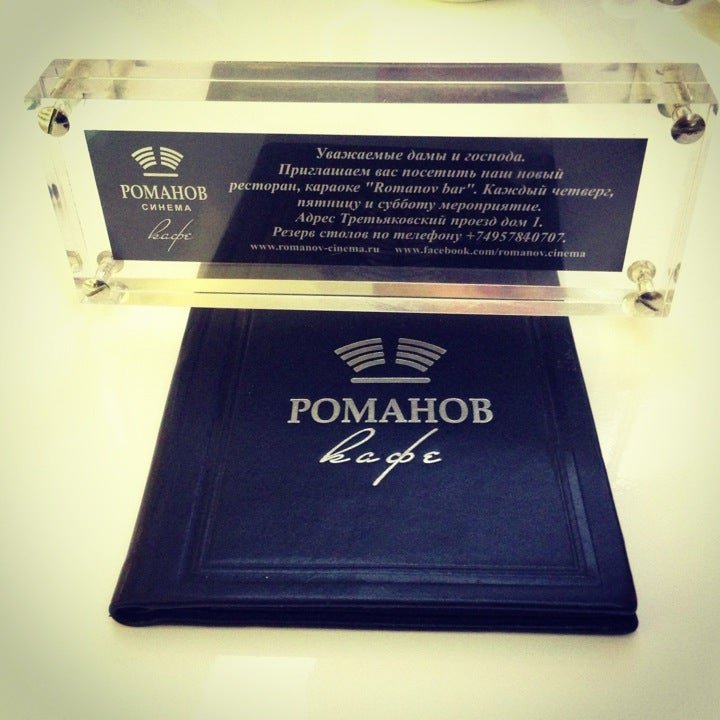 РОМАНОВ
СИНЕМА
кафе
Уважаемые дамы и господа.
Приглашаем вас посетить наш новый
ресторан, караоке "Romanov bar". Каждый четверг,
пятницу и субботу мероприятие.
Адрес Третьяковский проезд дом 1.
Резерв столов по телефону +74957840707.
www.romanov-cinema.ru www.facebook.com/romanov.cinema
РОМАНОВ
кафе